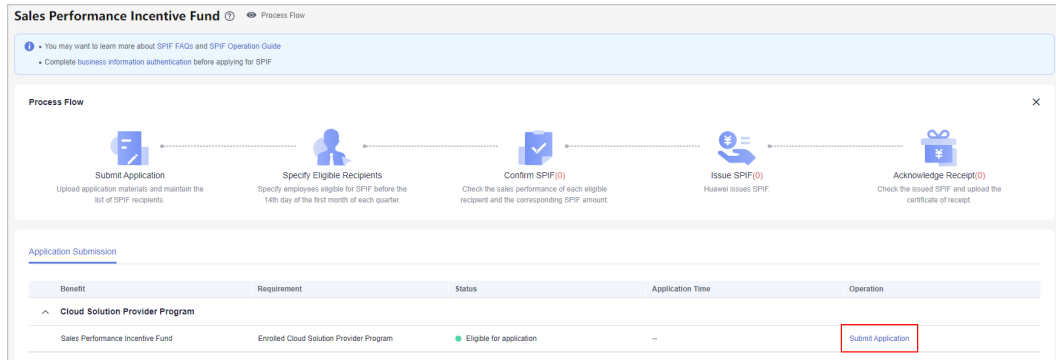 Sales Performance Incentive Fund
Process Flow
• You may want to learn more about SPIF FAQs and SPIF Operation Guide
• Complete business information authentication before applying for SPIF
Process Flow
Submit Application
Upload application materials and maintain the
list of SPIF recipients.
Specify Eligible Recipients
Specify employees eligible for SPIF before the
14th day of the first month of each quarter.
Confirm SPIF(0)
Check the sales performance of each eligible
recipient and the corresponding SPIF amount.
Issue SPIF(0)
Huawei issues SPIF.
Acknowledge Receipt(0)
Check the issued SPIF and upload the
certificate of receipt.
Application Submission
Benefit Requirement Status Application Time Operation
Cloud Solution Provider Program
Sales Performance Incentive Fund Enrolled Cloud Solution Provider Program Eligible for application -- Submit Application